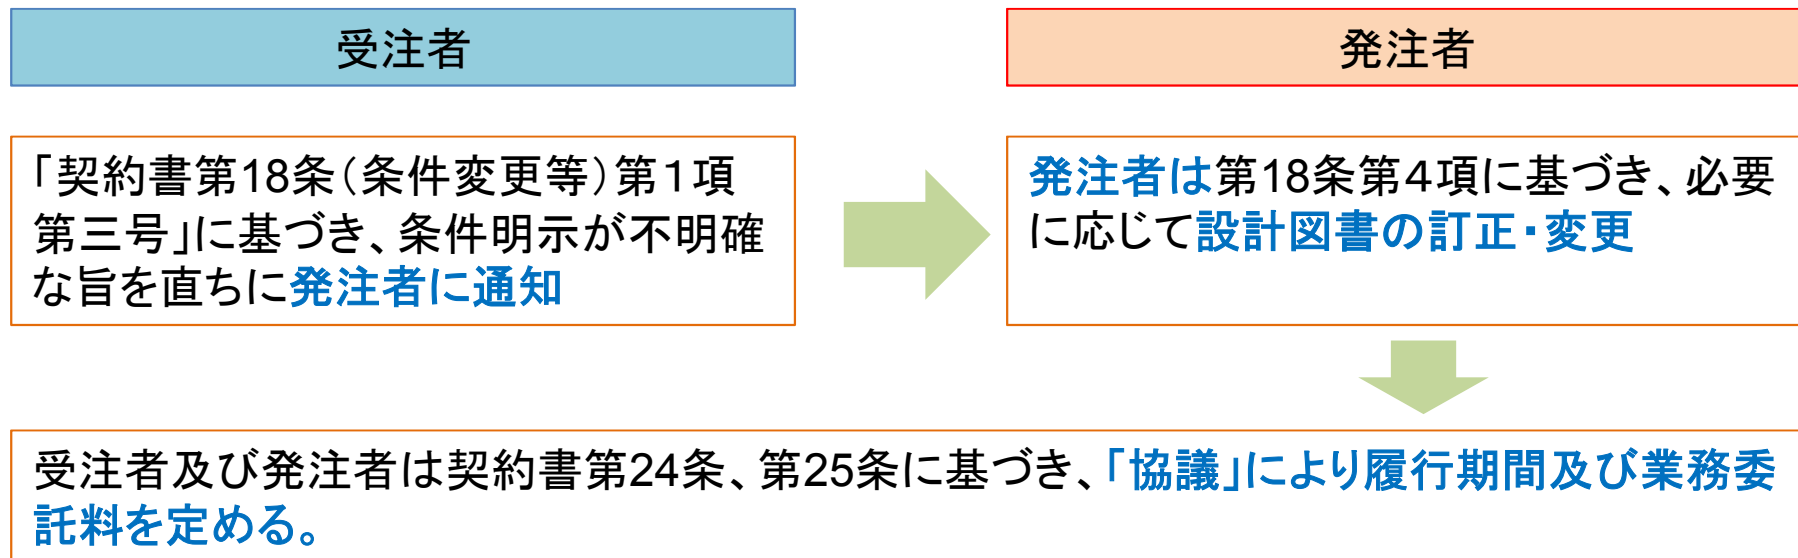 受注者
発注者
「契約書第18条（条件変更等）第１項
第三号」に基づき、条件明示が不明確
な旨を直ちに発注者に通知
発注者は第18条第４項に基づき、必要
に応じて設計図書の訂正・変更
受注者及び発注者は契約書第24条、第25条に基づき、「協議」により履行期間及び業務委
託料を定める。